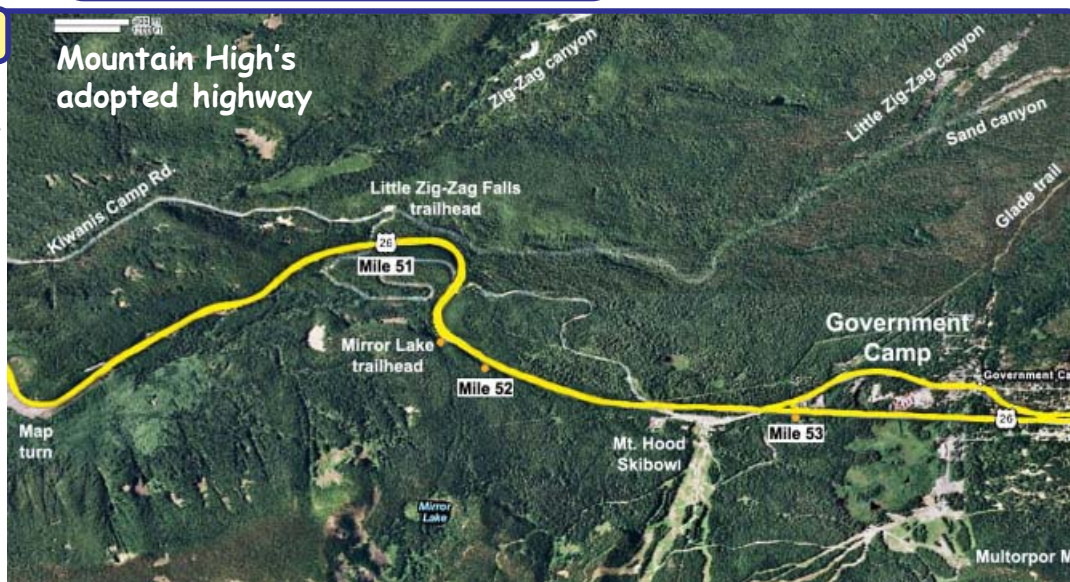 Mountain High's
adopted highway
Zig-Zag canyon
Little Zig-Zag canyon
Sand canyon
Glade trail
Kiwanis Camp Rd.
Little Zig-Zag Falls
trailhead
26
Mile 51
Mirror Lake
trailhead
Mile 52
Government
Camp
Government
26
Map
turn
Mt. Hood
Skibowl
Mile 53
Mirror
Lake
Multorpor